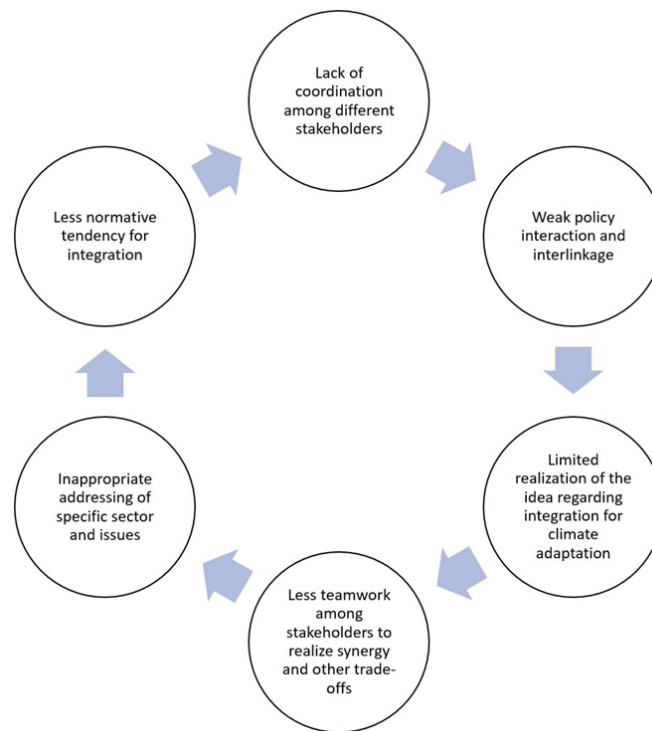 Lack of
coordination
among different
stakeholders
Weak policy
interaction and
interlinkage
Limited
realization of the
idea regarding
integration for
climate
adaptation
Less teamwork
among
stakeholders to
realize synergy
and other trade-
offs
Inappropriate
addressing of
specific sector
and issues
Less normative
tendency for
integration